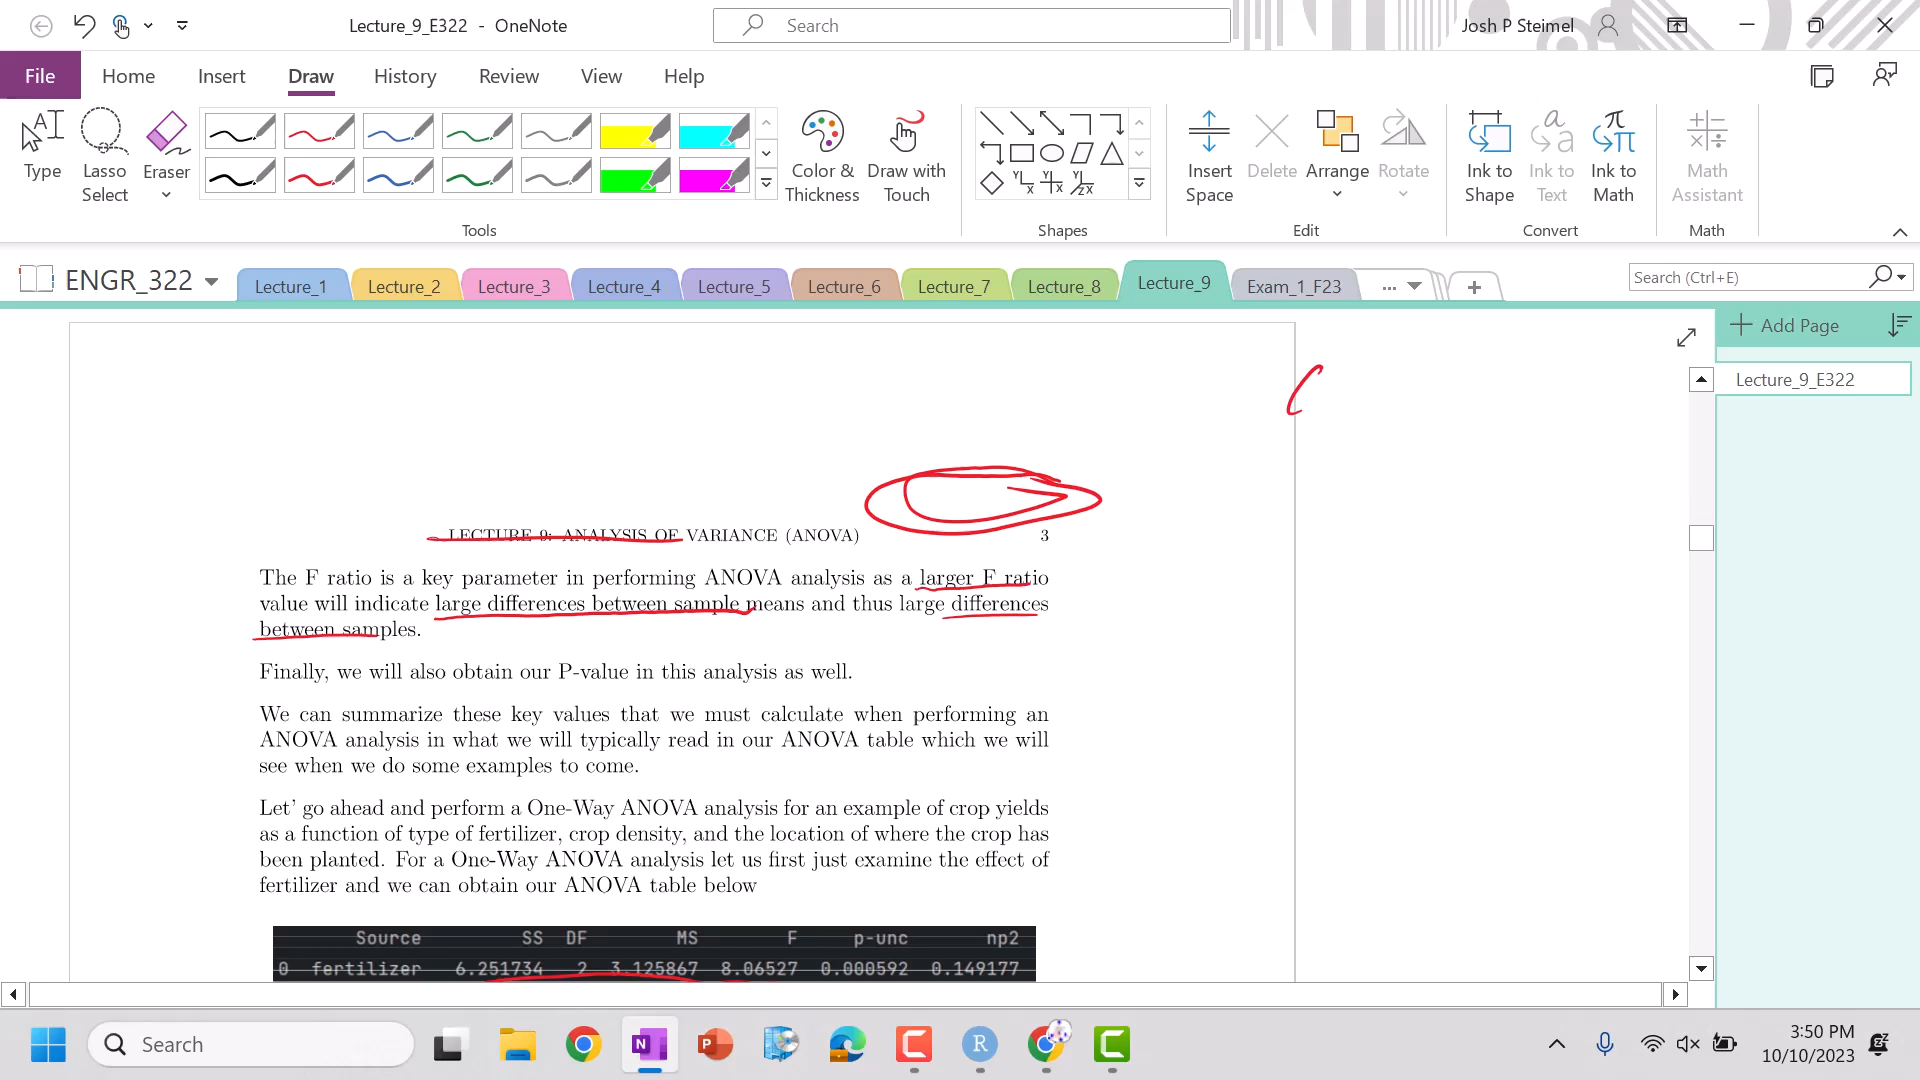 Lecture_9_E322 - OneNote
Search
Josh P Steimel
File Home Insert Draw History Review View Help
Type
Lasso Select
Eraser
Color & Thickness
Draw with Touch
Insert Space
Delete
Arrange
Rotate
Ink to Shape
Ink to Text
Ink to Math
Math Assistant
Tools Shapes Edit Convert Math
ENGR_322
Lecture_1 Lecture_2 Lecture_3 Lecture_4 Lecture_5 Lecture_6 Lecture_7 Lecture_8 Lecture_9 Exam_1_F23 ...
Search (Ctrl+E)
Add Page
Lecture_9_E322
LECTURE 9: ANALYSIS OF VARIANCE (ANOVA) 3
The F ratio is a key parameter in performing ANOVA analysis as a larger F ratio
value will indicate large differences between sample means and thus large differences
between samples.
Finally, we will also obtain our P-value in this analysis as well.
We can summarize these key values that we must calculate when performing an
ANOVA analysis in what we will typically read in our ANOVA table which we will
see when we do some examples to come.
Let' go ahead and perform a One-Way ANOVA analysis for an example of crop yields
as a function of type of fertilizer, crop density, and the location of where the crop has
been planted. For a One-Way ANOVA analysis let us first just examine the effect of
fertilizer and we can obtain our ANOVA table below
Source SS DF MS F p-unc np2
0 fertilizer 6.251734 2 3.125867 8.06527 0.000592 0.149177
Search
3:50 PM
10/10/2023